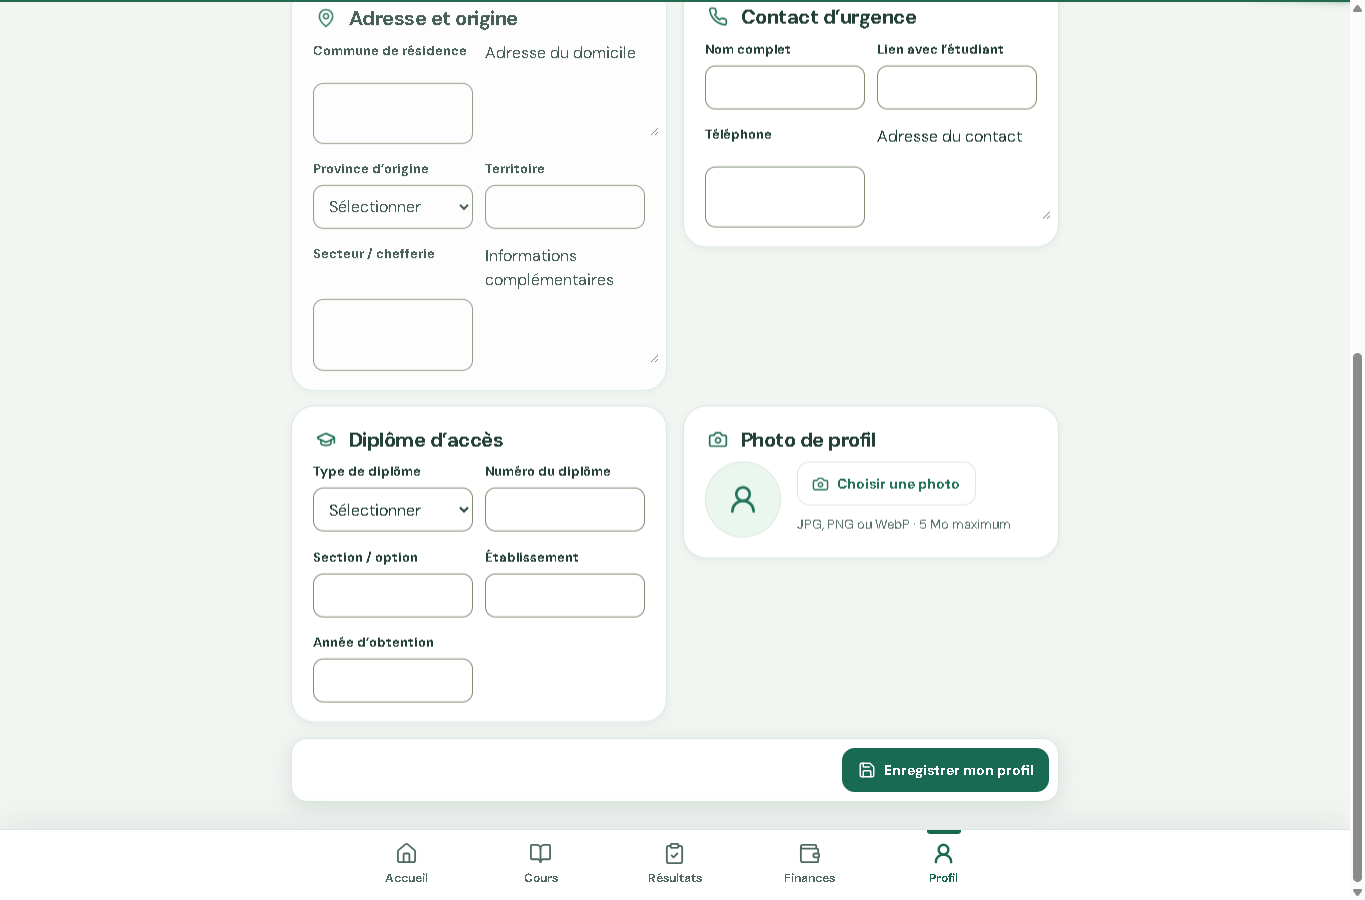 Adresse et origine
Commune de résidence
Adresse du domicile
Province d’origine
Territoire
Sélectionner
Secteur / chefferie
Informations
complémentaires
Contact d’urgence
Nom complet
Lien avec l’étudiant
Téléphone
Adresse du contact
Diplôme d’accès
Type de diplôme
Numéro du diplôme
Sélectionner
Section / option
Établissement
Année d’obtention
Photo de profil
Choisir une photo
JPG, PNG ou WebP · 5 Mo maximum
Enregistrer mon profil
Accueil
Cours
Résultats
Finances
Profil